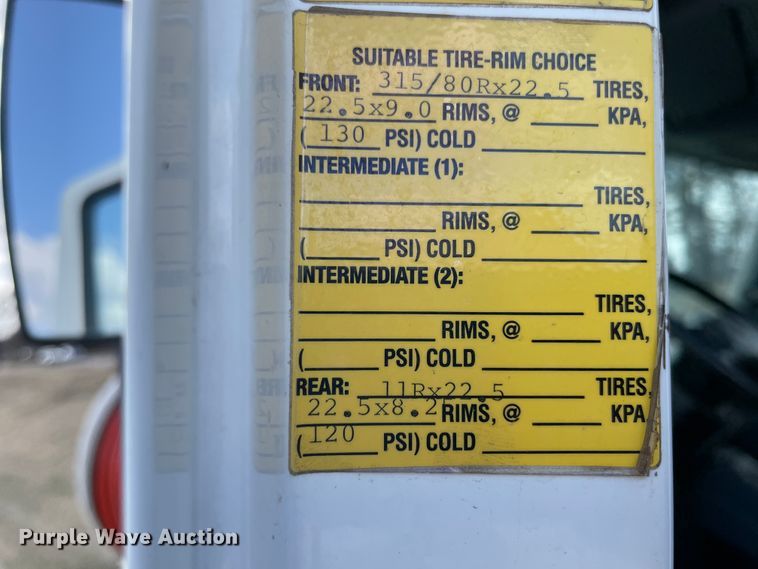 SUITABLE TIRE-RIM CHOICE
FRONT: 315/80Rx22.5 TIRES,
22.5x9.0 RIMS, @ KPA,
(130 PSI) COLD
INTERMEDIATE (1):
TIRES,
RIMS, @ KPA,
( PSI) COLD
INTERMEDIATE (2):
TIRES,
RIMS, @ KPA,
( PSI) COLD
REAR: 11Rx22.5 TIRES,
22.5x8.2 RIMS, @ KPA
(120 PSI) COLD
Purple Wave Auction